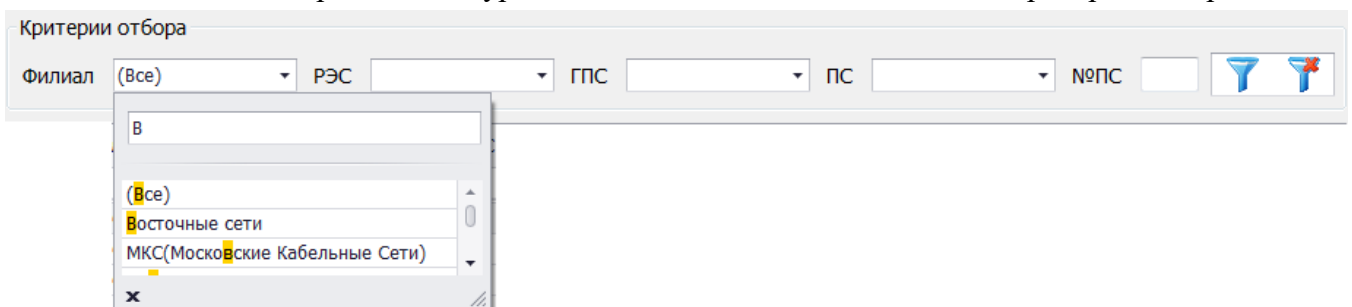 Критерии отбора
Филиал (Все) РЭС ГПС ПС №ПС
В
(Все)
Восточные сети
МКС(Московские Кабельные Сети)
x